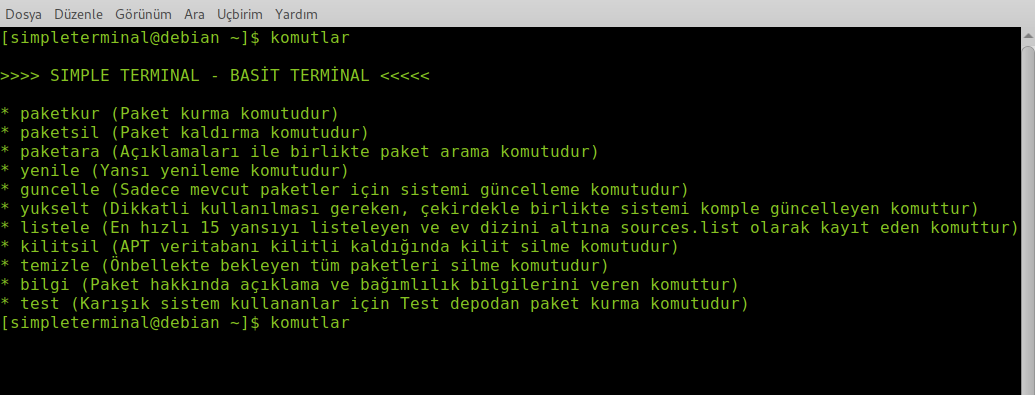 Dosya Düzenle Görünüm Ara Uçbirim Yardım
[simpleterminal@debian ~]$ komutlar
>>>> SIMPLE TERMINAL - BASİT TERMİNAL <<<<<
* paketkur (Paket kurma komutudur)
* paketsil (Paket kaldırma komutudur)
* paketara (Açıklamaları ile birlikte paket arama komutudur)
* yenile (Yansı yenileme komutudur)
* guncelle (Sadece mevcut paketler için sistemi güncelleme komutudur)
* yukselt (Dikkatli kullanılması gereken, çekirdekle birlikte sistemi komple güncelleyen komuttur)
* listele (En hızlı 15 yansıyı listeleyen ve ev dizini altına sources.list olarak kayıt eden komuttur)
* kilitsil (APT veritabanı kilitli kaldığında kilit silme komutudur)
* temizle (Önbellekte bekleyen tüm paketleri silme komutudur)
* bilgi (Paket hakkında açıklama ve bağımlılık bilgilerini veren komuttur)
* test (Karışık sistem kullananlar için Test depodan paket kurma komutudur)
[simpleterminal@debian ~]$ komutlar